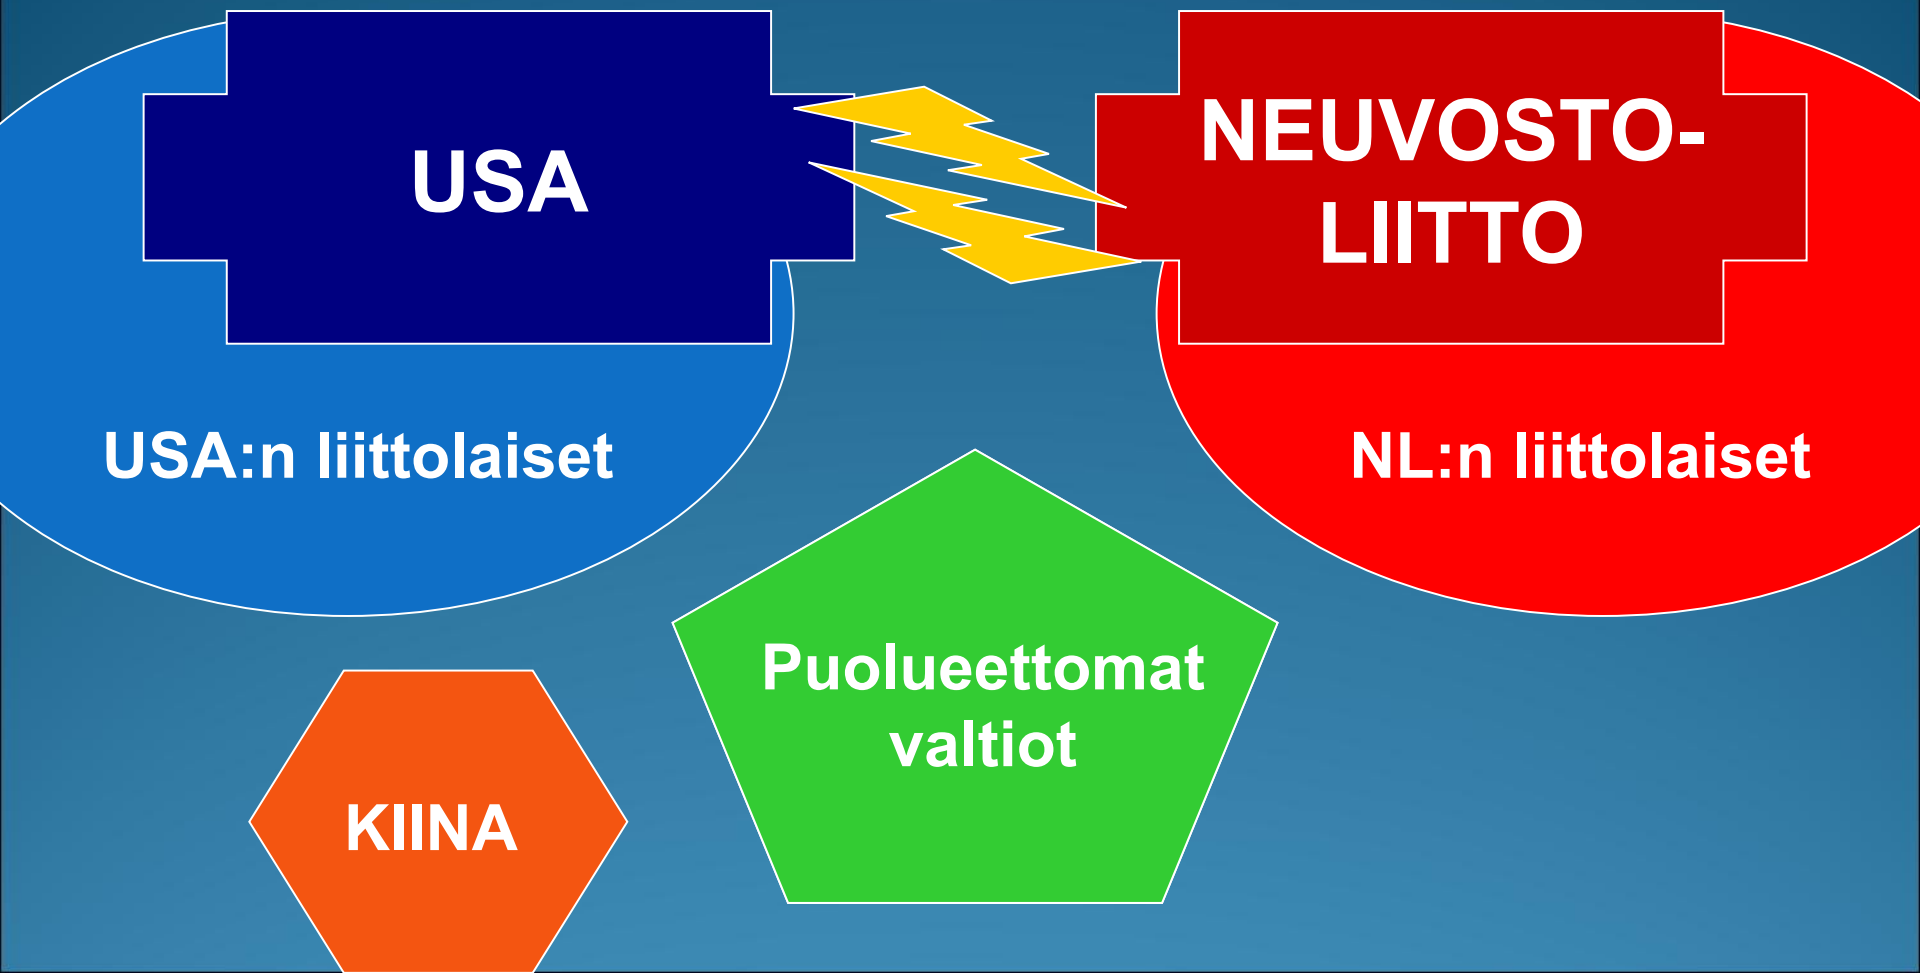 USA
NEUVOSTO-
LIITTO
USA:n liittolaiset
NL:n liittolaiset
Puolueettomat
valtiot
KIINA